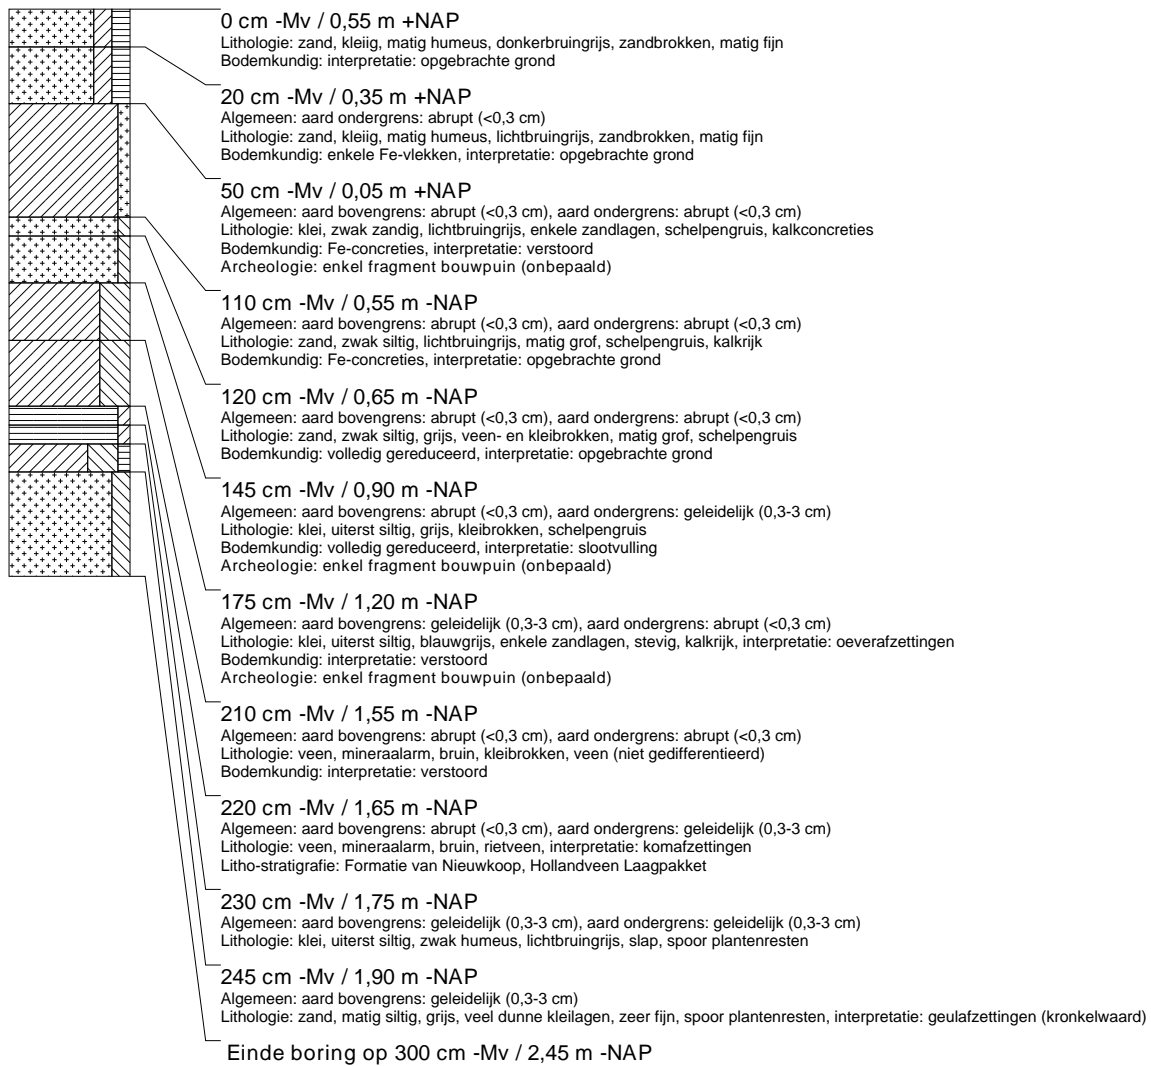 0 cm -Mv / 0,55 m +NAP
Lithologie: zand, kleiig, matig humeus, donkerbruingrijs, zandbrokken, matig fijn
Bodemkundig: interpretatie: opgebrachte grond
20 cm -Mv / 0,35 m +NAP
Algemeen: aard ondergrens: abrupt (<0,3 cm)
Lithologie: zand, kleiig, matig humeus, lichtbruingrijs, zandbrokken, matig fijn
Bodemkundig: enkele Fe-vlekken, interpretatie: opgebrachte grond
50 cm -Mv / 0,05 m +NAP
Algemeen: aard bovengrens: abrupt (<0,3 cm), aard ondergrens: abrupt (<0,3 cm)
Lithologie: klei, zwak zandig, lichtbruingrijs, enkele zandlagen, schelpengruis, kalkconcreties
Bodemkundig: Fe-concreties, interpretatie: verstoord
Archeologie: enkel fragment bouwpuin (onbepaald)
110 cm -Mv / 0,55 m -NAP
Algemeen: aard bovengrens: abrupt (<0,3 cm), aard ondergrens: abrupt (<0,3 cm)
Lithologie: zand, zwak siltig, lichtbruingrijs, matig grof, schelpengruis, kalkrijk
Bodemkundig: Fe-concreties, interpretatie: opgebrachte grond
120 cm -Mv / 0,65 m -NAP
Algemeen: aard bovengrens: abrupt (<0,3 cm), aard ondergrens: abrupt (<0,3 cm)
Lithologie: zand, zwak siltig, grijs, veen- en kleibrokken, matig grof, schelpengruis
Bodemkundig: volledig gereduceerd, interpretatie: opgebrachte grond
145 cm -Mv / 0,90 m -NAP
Algemeen: aard bovengrens: abrupt (<0,3 cm), aard ondergrens: geleidelijk (0,3-3 cm)
Lithologie: klei, uiterst siltig, grijs, kleibrokken, schelpengruis
Bodemkundig: volledig gereduceerd, interpretatie: slootvulling
Archeologie: enkel fragment bouwpuin (onbepaald)
175 cm -Mv / 1,20 m -NAP
Algemeen: aard bovengrens: geleidelijk (0,3-3 cm), aard ondergrens: abrupt (<0,3 cm)
Lithologie: klei, uiterst siltig, blauwgrijs, enkele zandlagen, stevig, kalkrijk, interpretatie: oeverafzettingen
Bodemkundig: interpretatie: verstoord
Archeologie: enkel fragment bouwpuin (onbepaald)
210 cm -Mv / 1,55 m -NAP
Algemeen: aard bovengrens: abrupt (<0,3 cm), aard ondergrens: abrupt (<0,3 cm)
Lithologie: veen, mineraalarm, bruin, kleibrokken, veen (niet gedifferentieerd)
Bodemkundig: interpretatie: verstoord
220 cm -Mv / 1,65 m -NAP
Algemeen: aard bovengrens: abrupt (<0,3 cm), aard ondergrens: geleidelijk (0,3-3 cm)
Lithologie: veen, mineraalarm, bruin, rietveen, interpretatie: komafzettingen
Litho-stratigrafie: Formatie van Nieuwkoop, Hollandveen Laagpakket
230 cm -Mv / 1,75 m -NAP
Algemeen: aard bovengrens: geleidelijk (0,3-3 cm), aard ondergrens: geleidelijk (0,3-3 cm)
Lithologie: klei, uiterst siltig, zwak humeus, lichtbruingrijs, slap, spoor plantenresten
245 cm -Mv / 1,90 m -NAP
Algemeen: aard bovengrens: geleidelijk (0,3-3 cm)
Lithologie: zand, matig siltig, grijs, veel dunne kleilagen, zeer fijn, spoor plantenresten, interpretatie: geulafzettingen (kronkelwaard)
Einde boring op 300 cm -Mv / 2,45 m -NAP